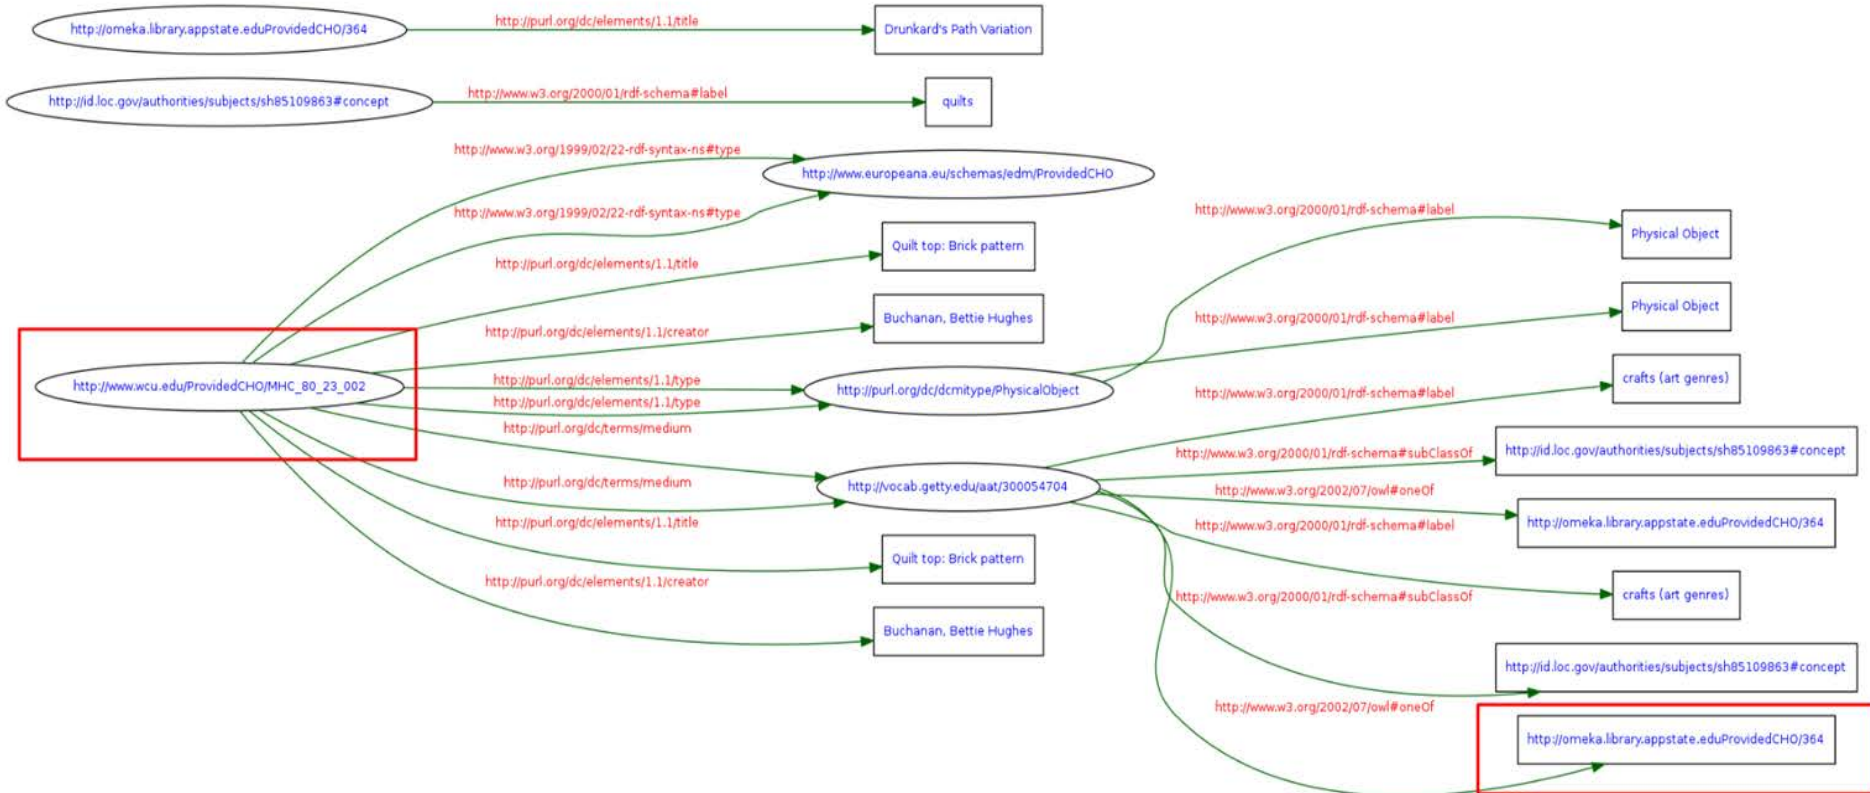 http://omeka.library.appstate.eduProvidedCHO/364
http://purl.org/dc/elements/1.1/title
Drunkard's Path Variation
http://id.loc.gov/authorities/subjects/sh85109863#concept
http://www.w3.org/2000/01/rdf-schema#label
quilts
http://www.w3.org/1999/02/22-rdf-syntax-ns#type
http://www.europeana.eu/schemas/edm/ProvidedCHO
http://www.w3.org/1999/02/22-rdf-syntax-ns#type
http://purl.org/dc/elements/1.1/title
Quilt top: Brick pattern
http://purl.org/dc/elements/1.1/creator
Buchanan, Bettie Hughes
http://www.wcu.edu/ProvidedCHO/MHC_80_23_002
http://purl.org/dc/elements/1.1/type
http://purl.org/dc/elements/1.1/type
http://purl.org/dc/dcmitype/PhysicalObject
http://purl.org/dc/terms/medium
http://purl.org/dc/terms/medium
http://vocab.getty.edu/aat/300054704
http://purl.org/dc/elements/1.1/title
Quilt top: Brick pattern
http://purl.org/dc/elements/1.1/creator
Buchanan, Bettie Hughes
http://www.w3.org/2000/01/rdf-schema#label
Physical Object
http://www.w3.org/2000/01/rdf-schema#label
Physical Object
http://www.w3.org/2000/01/rdf-schema#label
crafts (art genres)
http://www.w3.org/2000/01/rdf-schema#subClassOf
http://id.loc.gov/authorities/subjects/sh85109863#concept
http://www.w3.org/2002/07/owl#oneOf
http://omeka.library.appstate.eduProvidedCHO/364
http://www.w3.org/2000/01/rdf-schema#label
crafts (art genres)
http://www.w3.org/2000/01/rdf-schema#subClassOf
http://id.loc.gov/authorities/subjects/sh85109863#concept
http://www.w3.org/2002/07/owl#oneOf
http://omeka.library.appstate.eduProvidedCHO/364